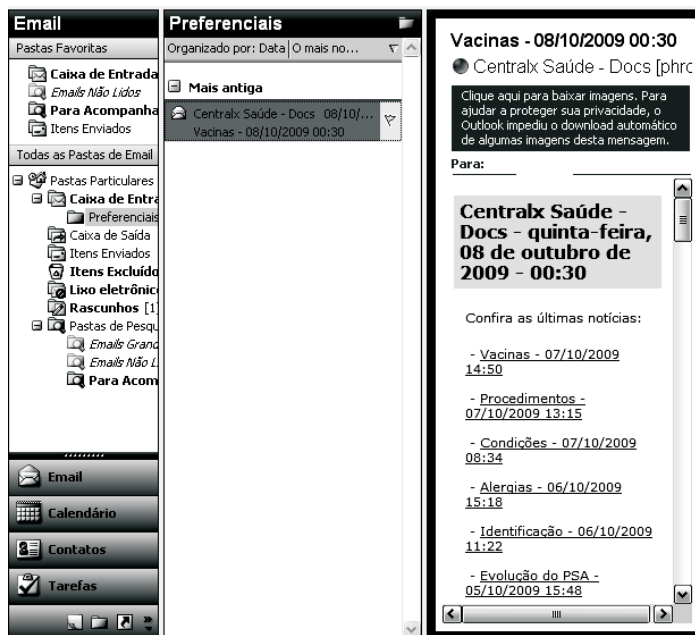 Email
Pastas Favoritas
Caixa de Entrada
Emails Não Lidos
Para Acompanha
Itens Enviados
Todas as Pastas de Email
Pastas Particulares
Caixa de Entra
Preferenciais
Caixa de Saída
Itens Enviados
Itens Excluído
Lixo eletrônic
Rascunhos [1]
Pastas de Pesqu
Emails Grand
Emails Não L
Para Acom
Email
Calendário
Contatos
Tarefas
Preferenciais
Organizado por: Data O mais no...
Mais antiga
Centralx Saúde - Docs 08/10/...
Vacinas - 08/10/2009 00:30
Vacinas - 08/10/2009 00:30
Centralx Saúde - Docs [phrc
Clique aqui para baixar imagens. Para
ajudar a proteger sua privacidade, o
Outlook impediu o download automático
de algumas imagens desta mensagem.
Para:
Centralx Saúde -
Docs - quinta-feira,
08 de outubro de
2009 - 00:30
Confira as últimas notícias:
- Vacinas - 07/10/2009
14:50
- Procedimentos -
07/10/2009 13:15
- Condições - 07/10/2009
08:34
- Alergias - 06/10/2009
15:18
- Identificação - 06/10/2009
11:22
- Evolução do PSA -
05/10/2009 15:48